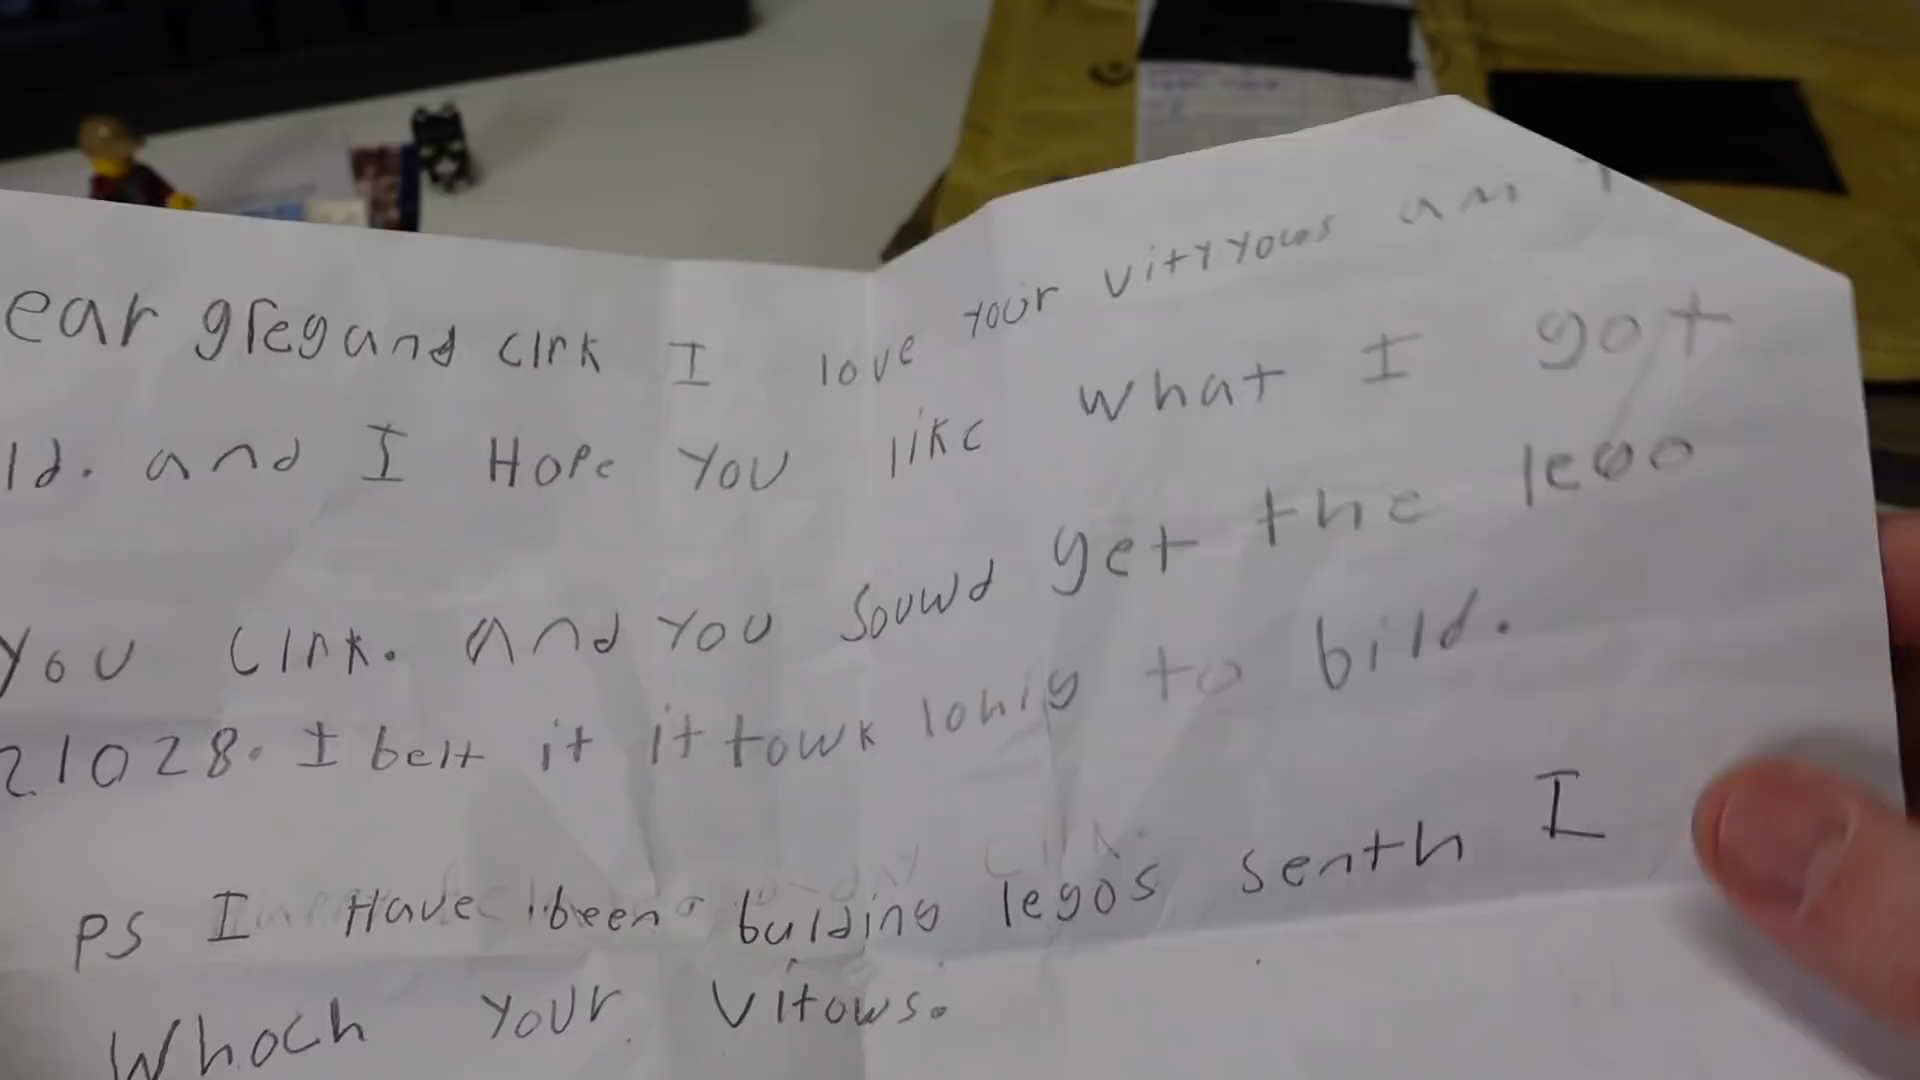 ear greg and clrk I love your vityyows am
ld. and I Hope you like what I got
you clrk. and you souwd get the lego
21028. I belt it it towk lonig to bild.
PS I Have been bulding legos senth I
Whoch your vitows.